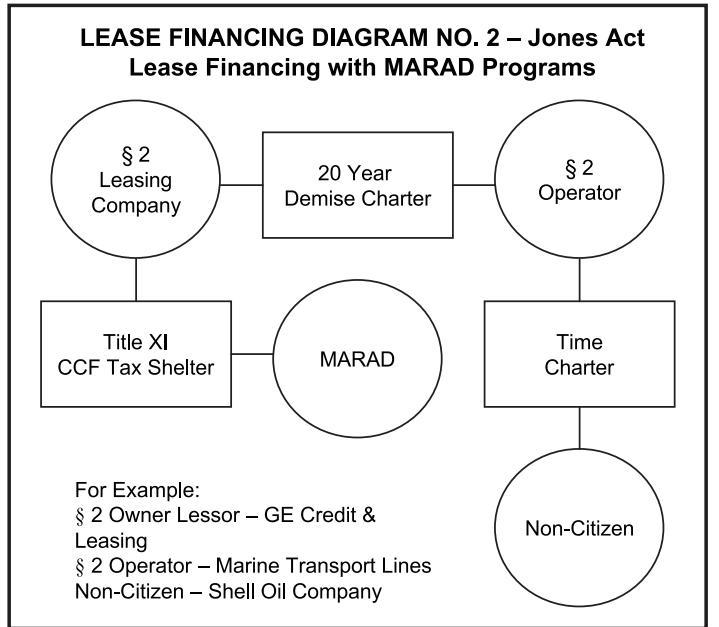 LEASE FINANCING DIAGRAM NO. 2 – Jones Act
Lease Financing with MARAD Programs
§ 2
Leasing
Company
20 Year
Demise Charter
§ 2
Operator
Title XI
CCF Tax Shelter
MARAD
Time
Charter
For Example:
§ 2 Owner Lessor – GE Credit &
Leasing
§ 2 Operator – Marine Transport Lines
Non-Citizen – Shell Oil Company
Non-Citizen